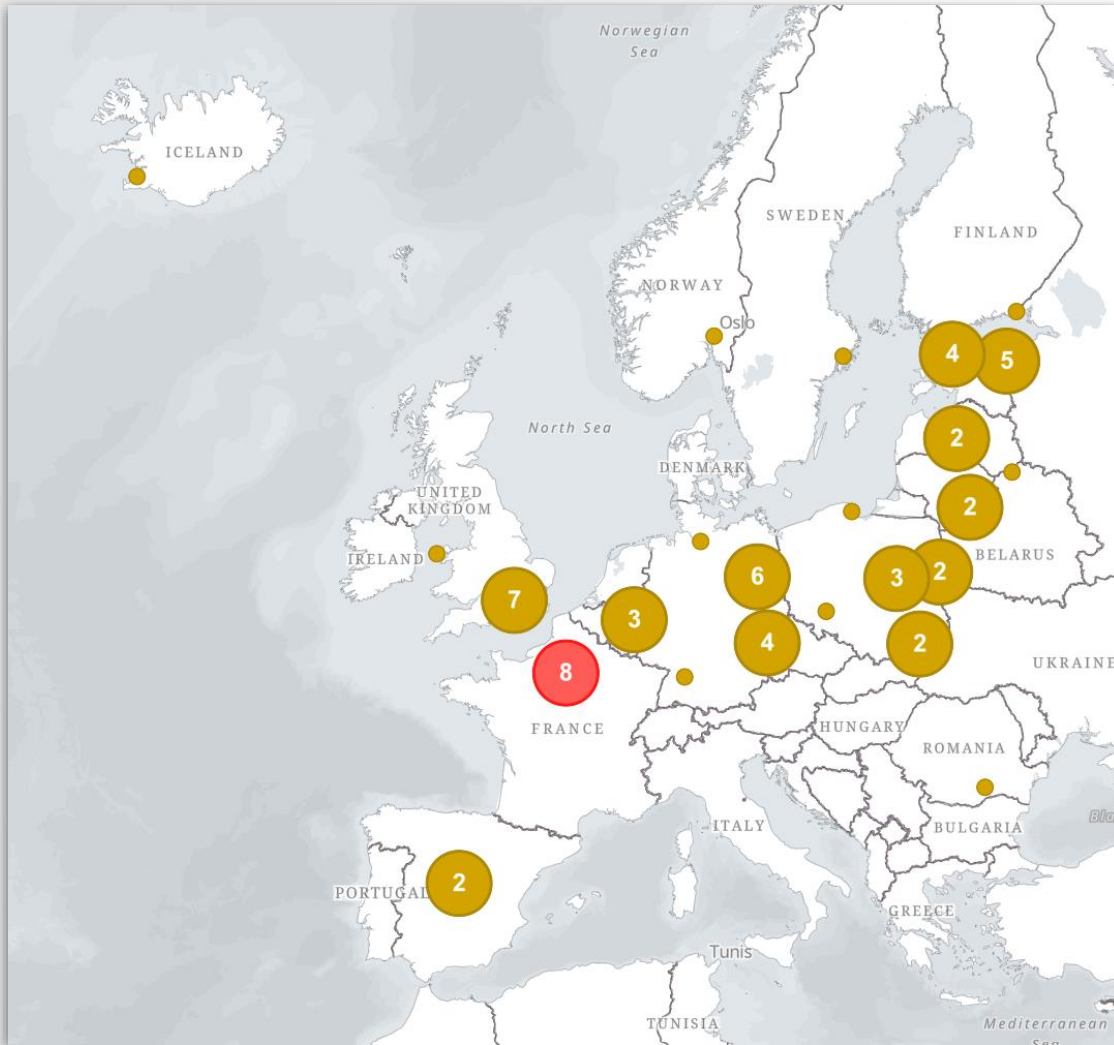 Norwegian
Sea
ICELAND
SWEDEN
FINLAND
NORWAY
Oslo
4
5
North Sea
2
DENMARK
UNITED
KINGDOM
2
IRELAND
BELARUS
7
6
3
2
3
4
2
UKRAINE
8
FRANCE
HUNGARY
ROMANIA
ITALY
BULGARIA
PORTUGAL
2
GREECE
Tunis
TUNISIA
Mediterranean
Sea